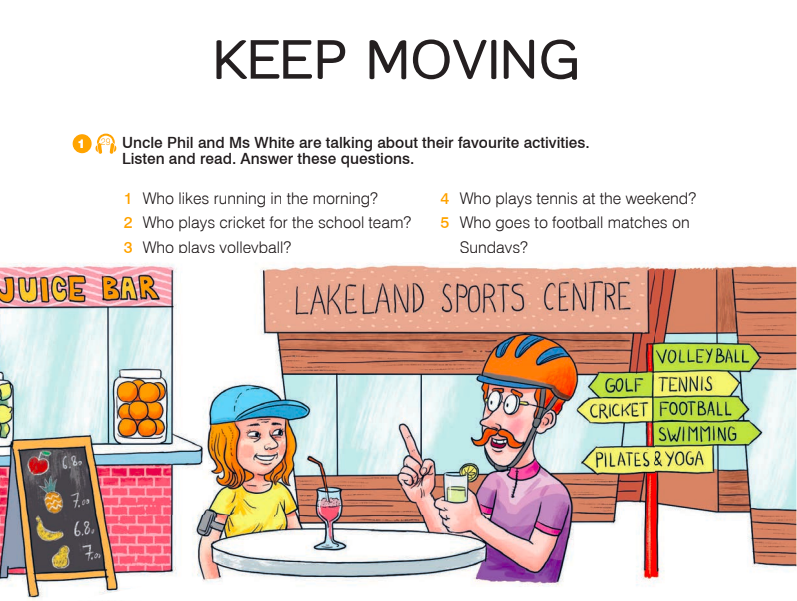 KEEP MOVING
1 Uncle Phil and Ms White are talking about their favourite activities.
Listen and read. Answer these questions.
1 Who likes running in the morning?
2 Who plays cricket for the school team?
3 Who plays volleyball?
4 Who plays tennis at the weekend?
5 Who goes to football matches on
Sundays?
JUICE BAR
LAKELAND SPORTS CENTRE
VOLLEYBALL
GOLF TENNIS
CRICKET FOOTBALL
SWIMMING
PILATES & YOGA
6.80
7.00
6.8.
7.